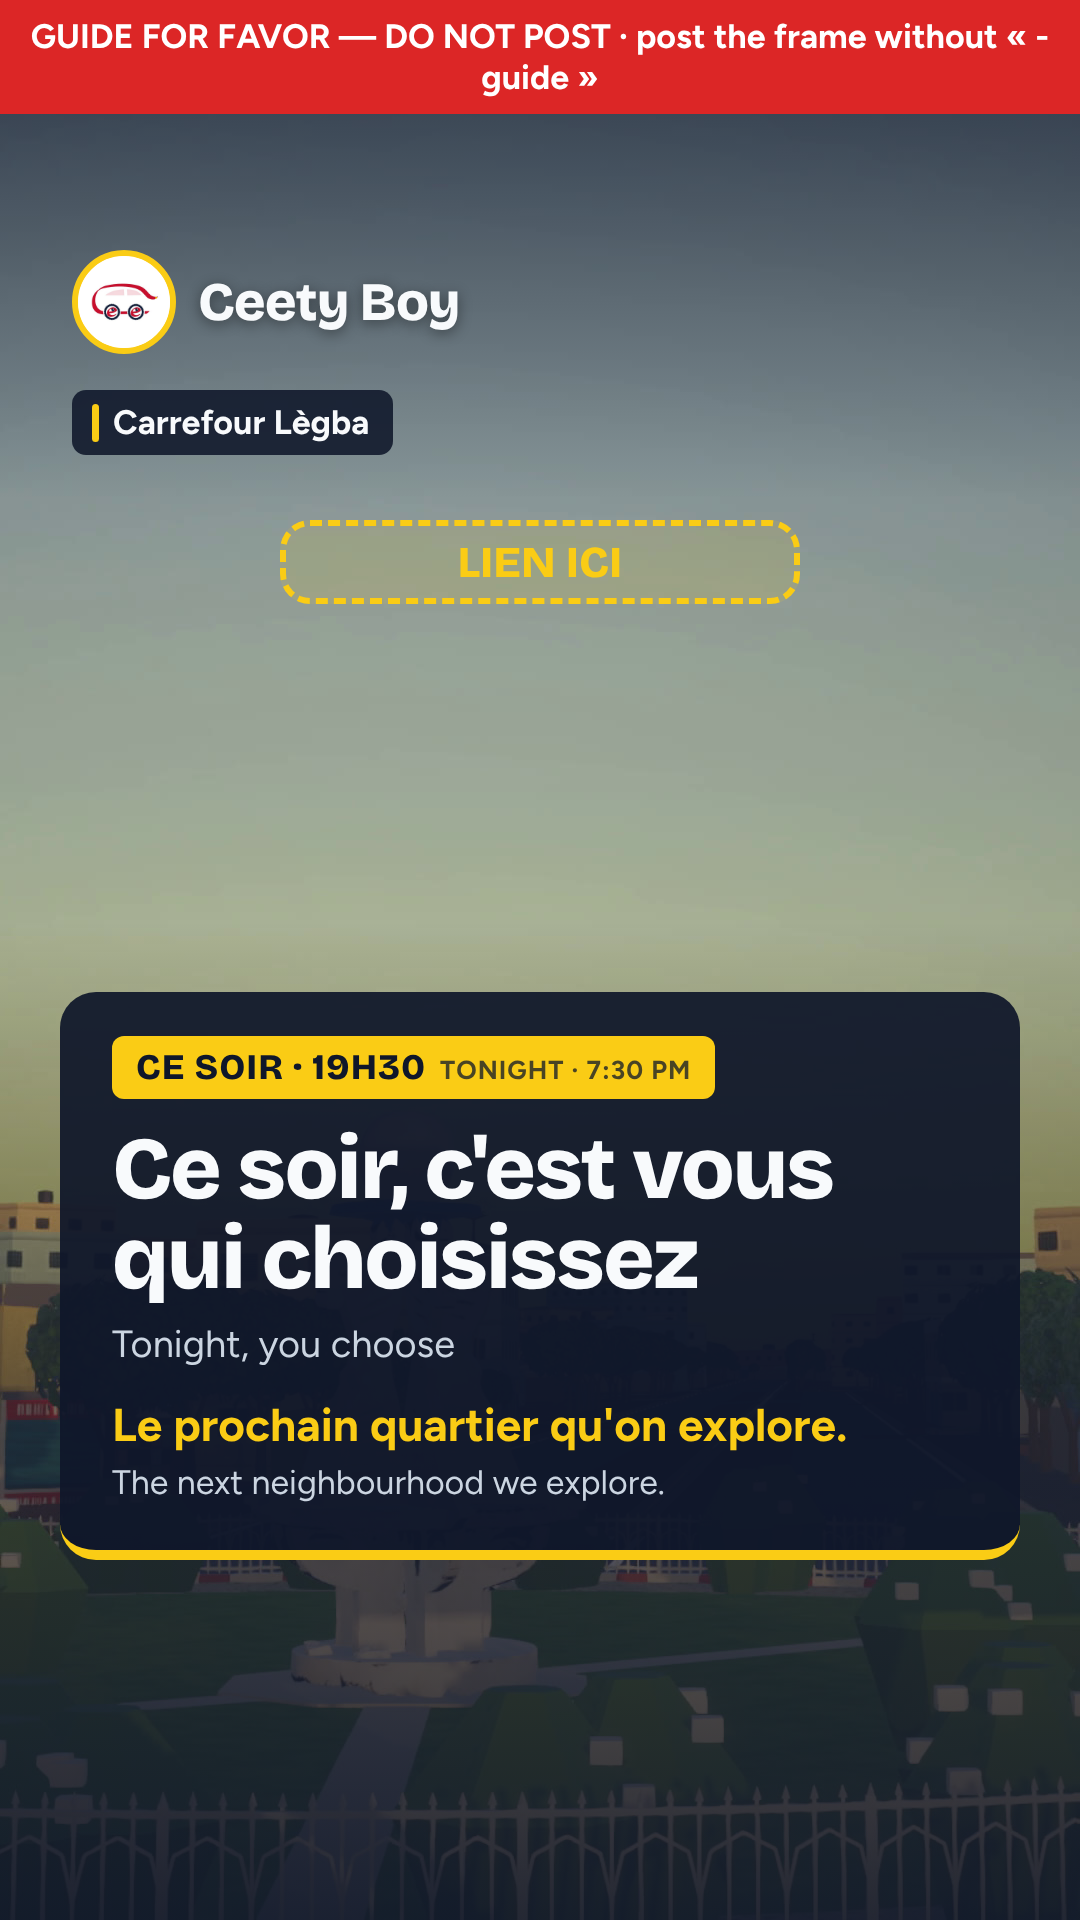 GUIDE FOR FAVOR — DO NOT POST · post the frame without « -
guide »
Ceety Boy
Carrefour Lègba
LIEN ICI
CE SOIR · 19H30 TONIGHT · 7:30 PM
Ce soir, c'est vous
qui choisissez
Tonight, you choose
Le prochain quartier qu'on explore.
The next neighbourhood we explore.